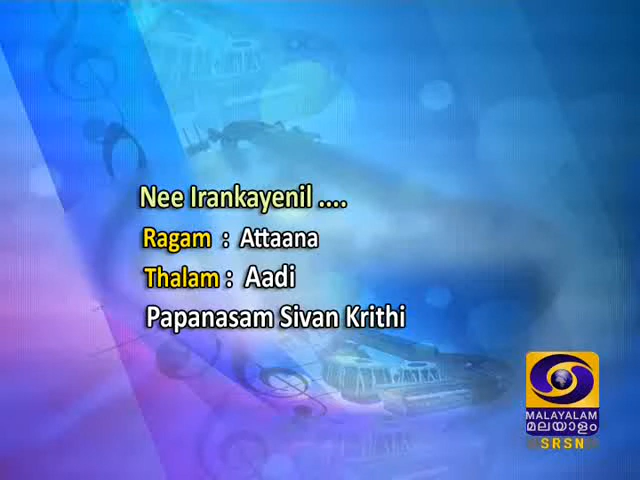 Nee Irankayenil ....
Ragam : Attaana
Thalam : Aadi
Papanasam Sivan Krithi
MALAYALAM
മലയാളം
SRSN